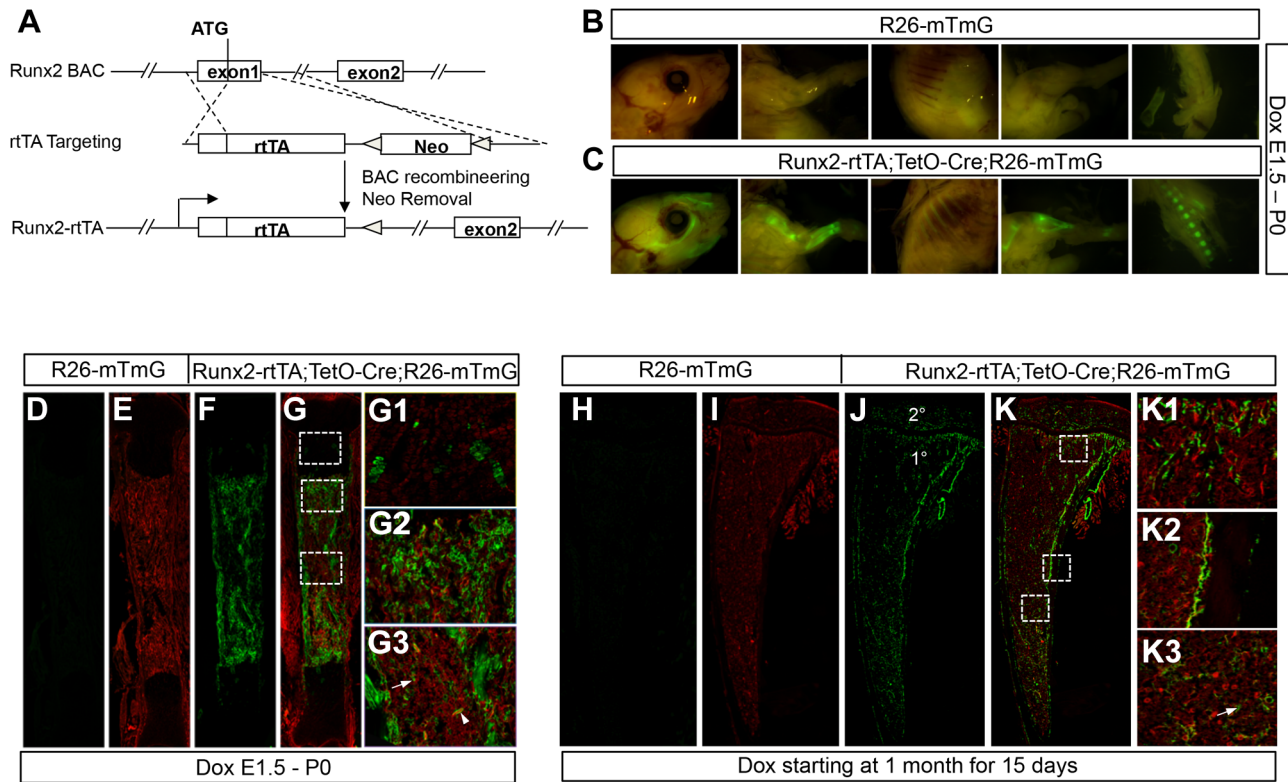 A
ATG
Runx2 BAC
exon1
exon2
rtTA Targeting
rtTA
Neo
BAC recombineering
Neo Removal
Runx2-rtTA
rtTA
exon2
B
R26-mTmG
C
Runx2-rtTA;TetO-Cre;R26-mTmG
Dox E1.5 – P0
R26-mTmG
Runx2-rtTA;TetO-Cre;R26-mTmG
D
E
F
G
G1
G2
G3
Dox E1.5 - P0
R26-mTmG
Runx2-rtTA;TetO-Cre;R26-mTmG
H
I
J
2°
1°
K
K1
K2
K3
Dox starting at 1 month for 15 days